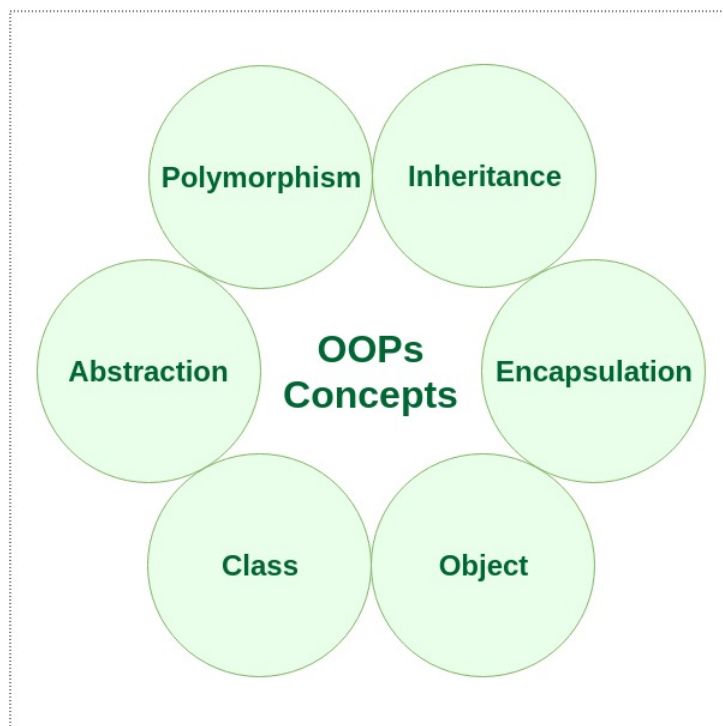 Polymorphism
Inheritance
Abstraction
OOPs
Concepts
Encapsulation
Class
Object